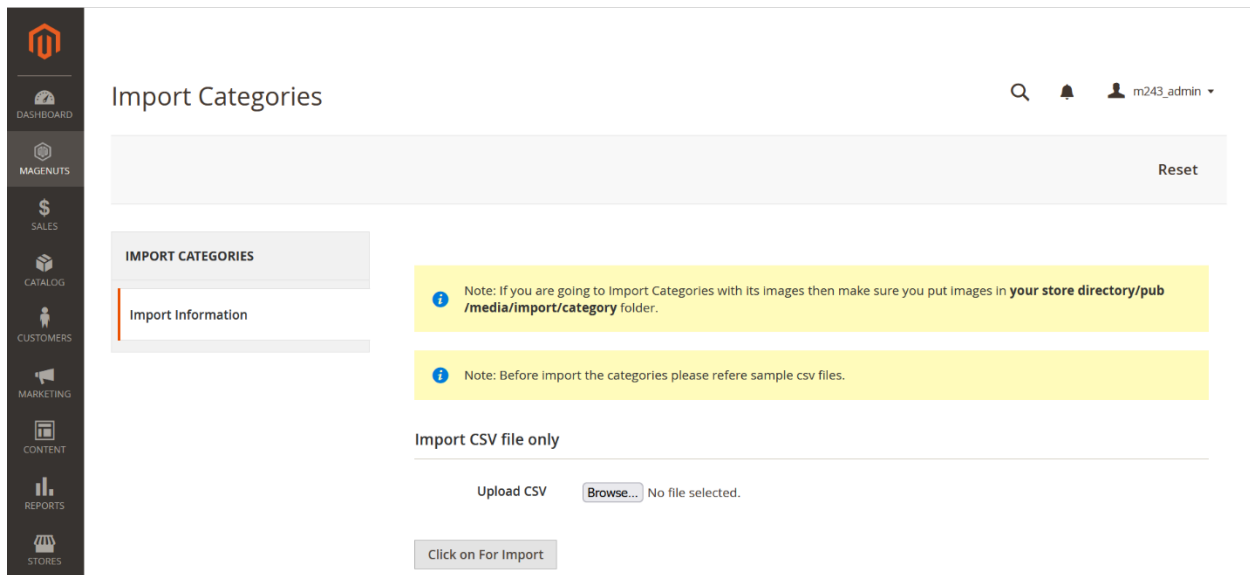 Import Categories
m243_admin
DASHBOARD
MAGENUTS
SALES
CATALOG
CUSTOMERS
MARKETING
CONTENT
REPORTS
STORES
Reset
IMPORT CATEGORIES
Import Information
Note: If you are going to Import Categories with its images then make sure you put images in your store directory/pub
/media/import/category folder.
Note: Before import the categories please refere sample csv files.
Import CSV file only
Upload CSV Browse... No file selected.
Click on For Import